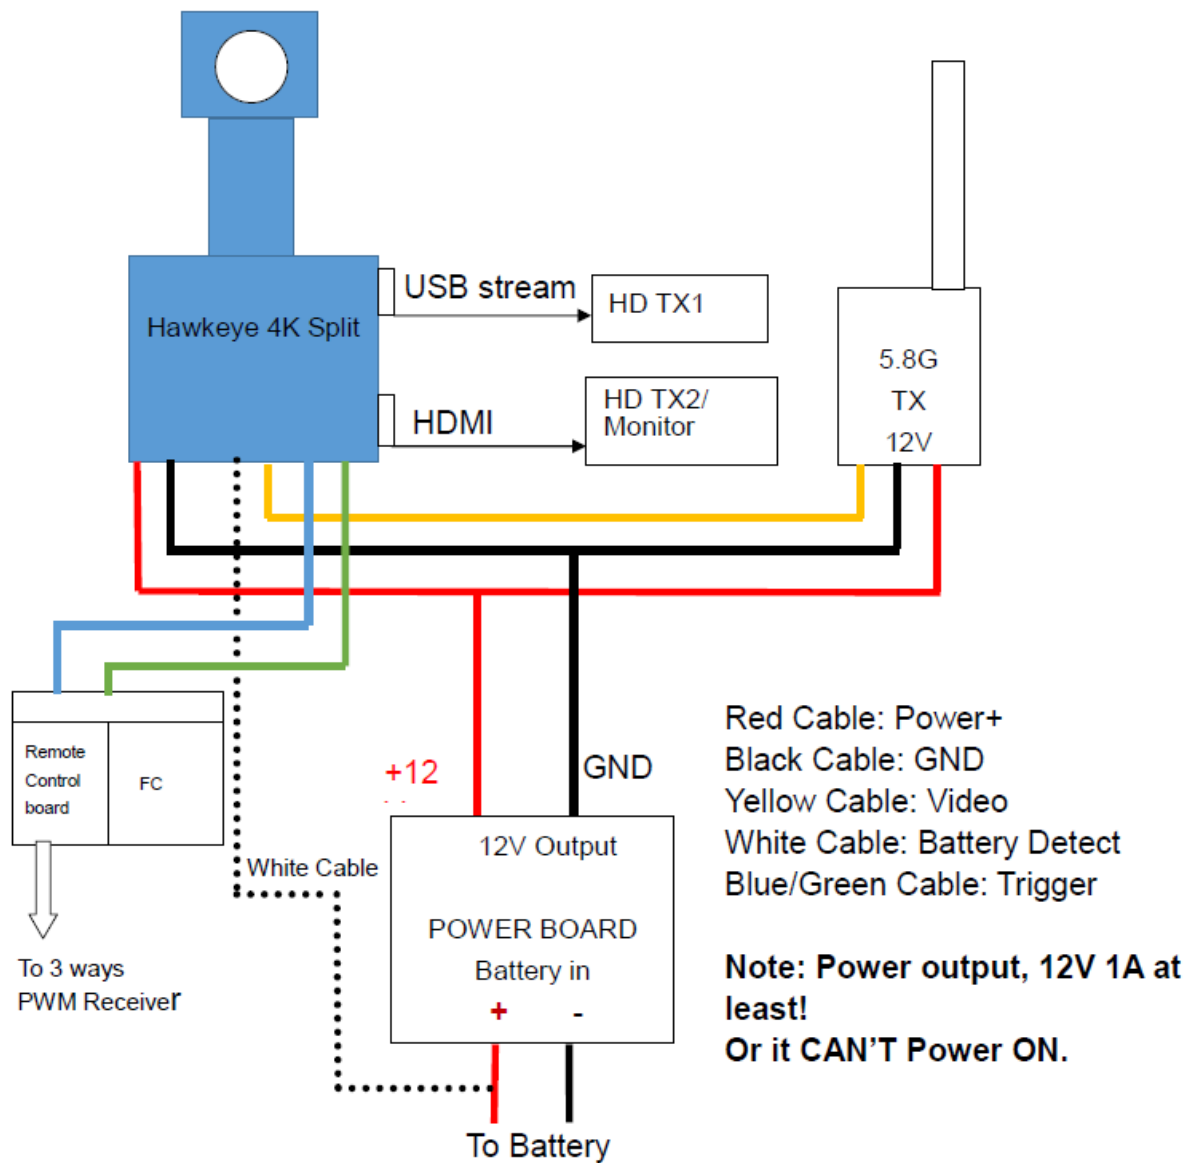 Hawkeye 4K Split
USB stream
HD TX1
HDMI
HD TX2/
Monitor
5.8G
TX
12V
Remote
Control
board
FC
To 3 ways
PWM Receiver
White Cable
+12
GND
12V Output
POWER BOARD
Battery in
+ -
To Battery
Red Cable: Power+
Black Cable: GND
Yellow Cable: Video
White Cable: Battery Detect
Blue/Green Cable: Trigger
Note: Power output, 12V 1A at
least!
Or it CAN'T Power ON.